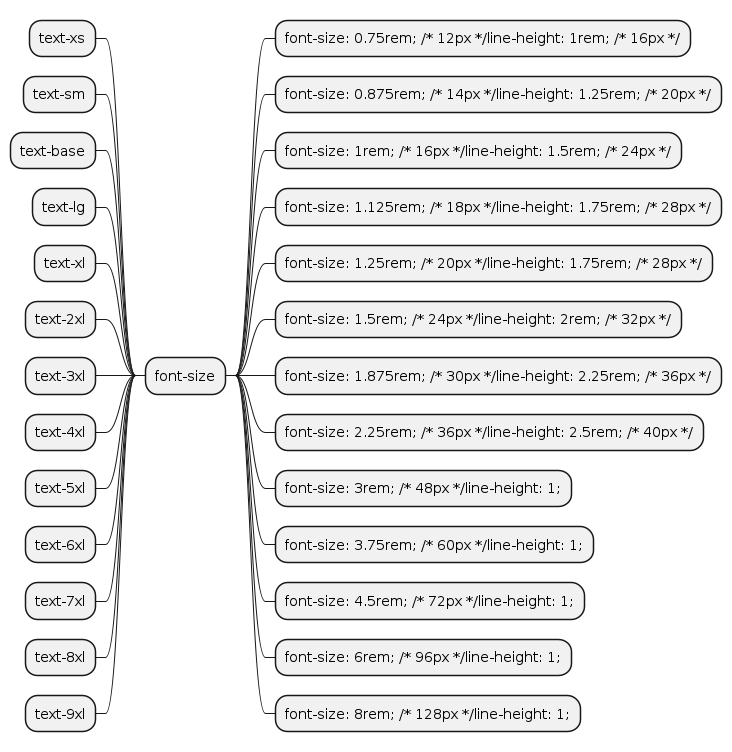 text-xs
font-size: 0.75rem; /* 12px */line-height: 1rem; /* 16px */
text-sm
font-size: 0.875rem; /* 14px */line-height: 1.25rem; /* 20px */
text-base
font-size: 1rem; /* 16px */line-height: 1.5rem; /* 24px */
text-lg
font-size: 1.125rem; /* 18px */line-height: 1.75rem; /* 28px */
text-xl
font-size: 1.25rem; /* 20px */line-height: 1.75rem; /* 28px */
text-2xl
font-size: 1.5rem; /* 24px */line-height: 2rem; /* 32px */
text-3xl
font-size
font-size: 1.875rem; /* 30px */line-height: 2.25rem; /* 36px */
text-4xl
font-size: 2.25rem; /* 36px */line-height: 2.5rem; /* 40px */
text-5xl
font-size: 3rem; /* 48px */line-height: 1;
text-6xl
font-size: 3.75rem; /* 60px */line-height: 1;
text-7xl
font-size: 4.5rem; /* 72px */line-height: 1;
text-8xl
font-size: 6rem; /* 96px */line-height: 1;
text-9xl
font-size: 8rem; /* 128px */line-height: 1;